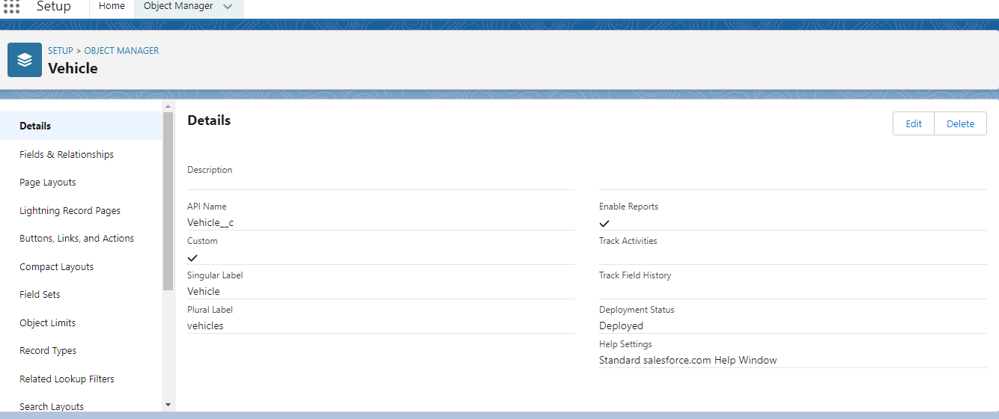 Setup Home Object Manager
SETUP > OBJECT MANAGER
Vehicle
Details
Fields & Relationships
Page Layouts
Lightning Record Pages
Buttons, Links, and Actions
Compact Layouts
Field Sets
Object Limits
Record Types
Related Lookup Filters
Search Layouts
Details
Edit Delete
Description
API Name
Vehicle__c
Custom
Singular Label
Vehicle
Plural Label
vehicles
Enable Reports
Track Activities
Track Field History
Deployment Status
Deployed
Help Settings
Standard salesforce.com Help Window